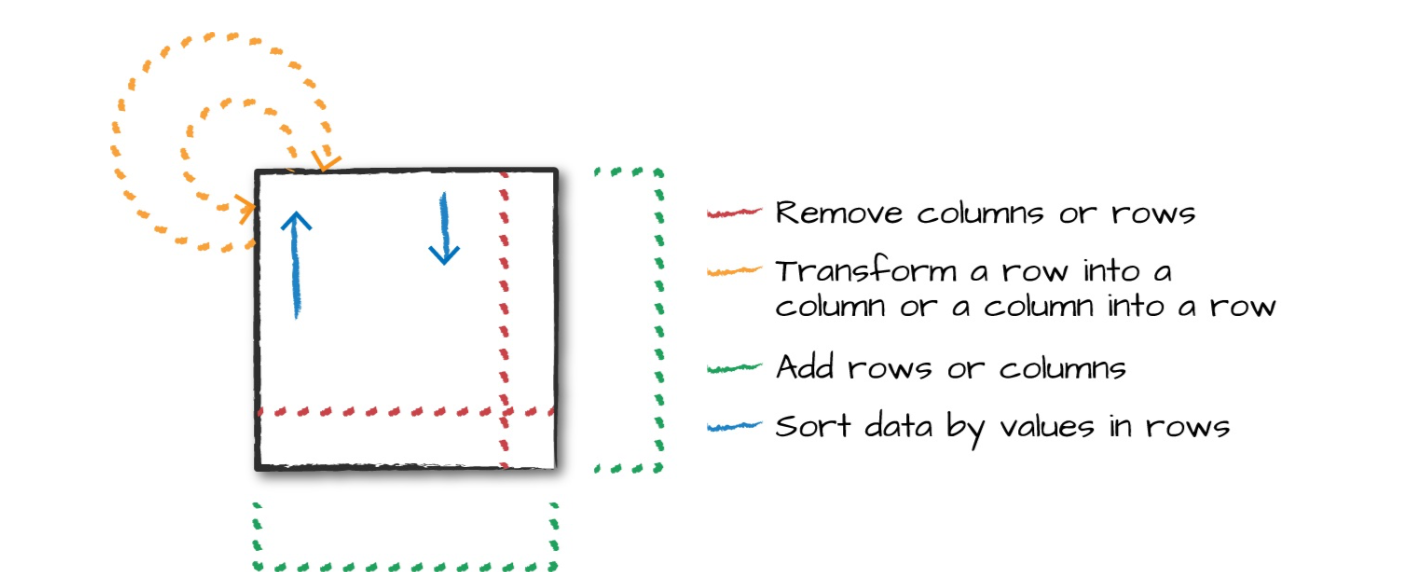 Remove columns or rows
Transform a row into a
column or a column into a row
Add rows or columns
Sort data by values in rows